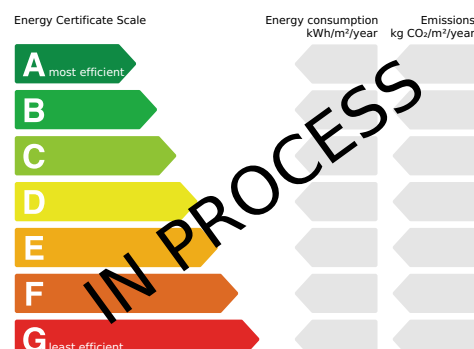 Energy Certificate Scale
Energy consumption
kWh/m²/year
Emissions
kg CO₂/m²/year
A most efficient
B
C
D
E
F
G least efficient
IN PROCESS